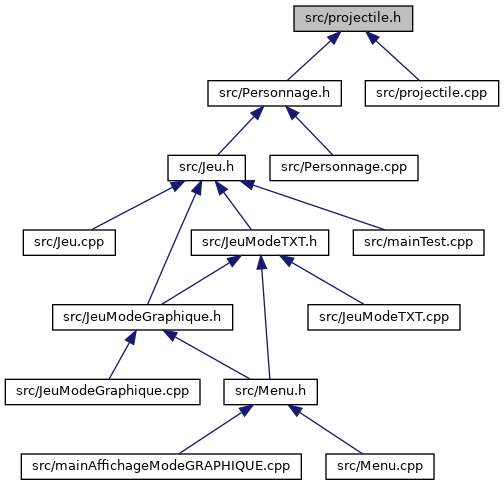 src/projectile.h
src/Personnage.h
src/projectile.cpp
src/Jeu.h
src/Personnage.cpp
src/Jeu.cpp
src/JeuModeTXT.h
src/mainTest.cpp
src/JeuModeGraphique.h
src/JeuModeTXT.cpp
src/JeuModeGraphique.cpp
src/Menu.h
src/mainAffichageModeGRAPHIQUE.cpp
src/Menu.cpp